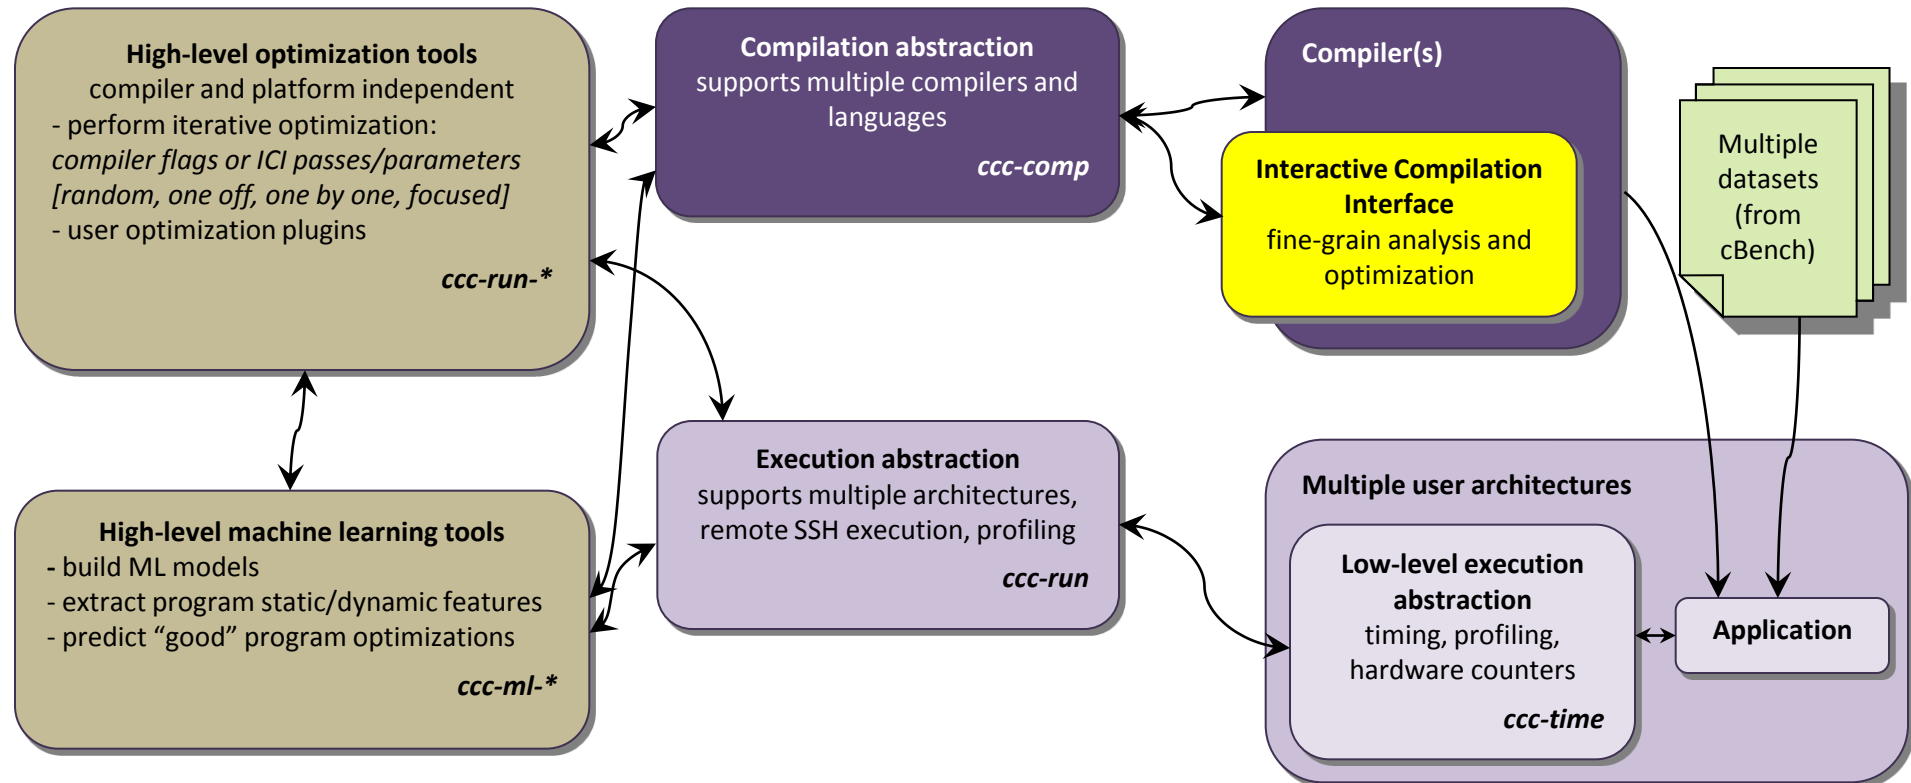 High-level optimization tools
compiler and platform independent
- perform iterative optimization:
compiler flags or ICI passes/parameters
[random, one off, one by one, focused]
- user optimization plugins
ccc-run-*
Compilation abstraction
supports multiple compilers and
languages
ccc-comp
Compiler(s)
Interactive Compilation
Interface
fine-grain analysis and
optimization
Multiple
datasets
(from
cBench)
High-level machine learning tools
- build ML models
- extract program static/dynamic features
- predict “good” program optimizations
ccc-ml-*
Execution abstraction
supports multiple architectures,
remote SSH execution, profiling
ccc-run
Multiple user architectures
Low-level execution
abstraction
timing, profiling,
hardware counters
ccc-time
Application